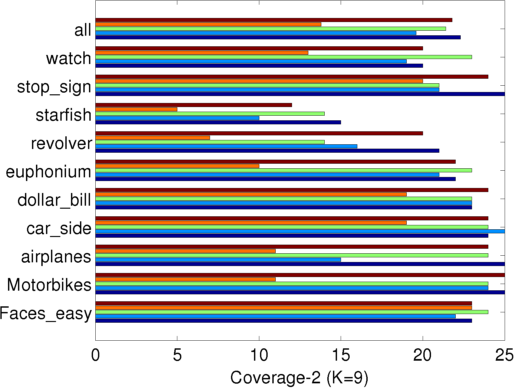 all
watch
stop_sign
starfish
revolver
euphonium
dollar_bill
car_side
airplanes
Motorbikes
Faces_easy
0 5 10 15 20 25
Coverage-2 (K=9)